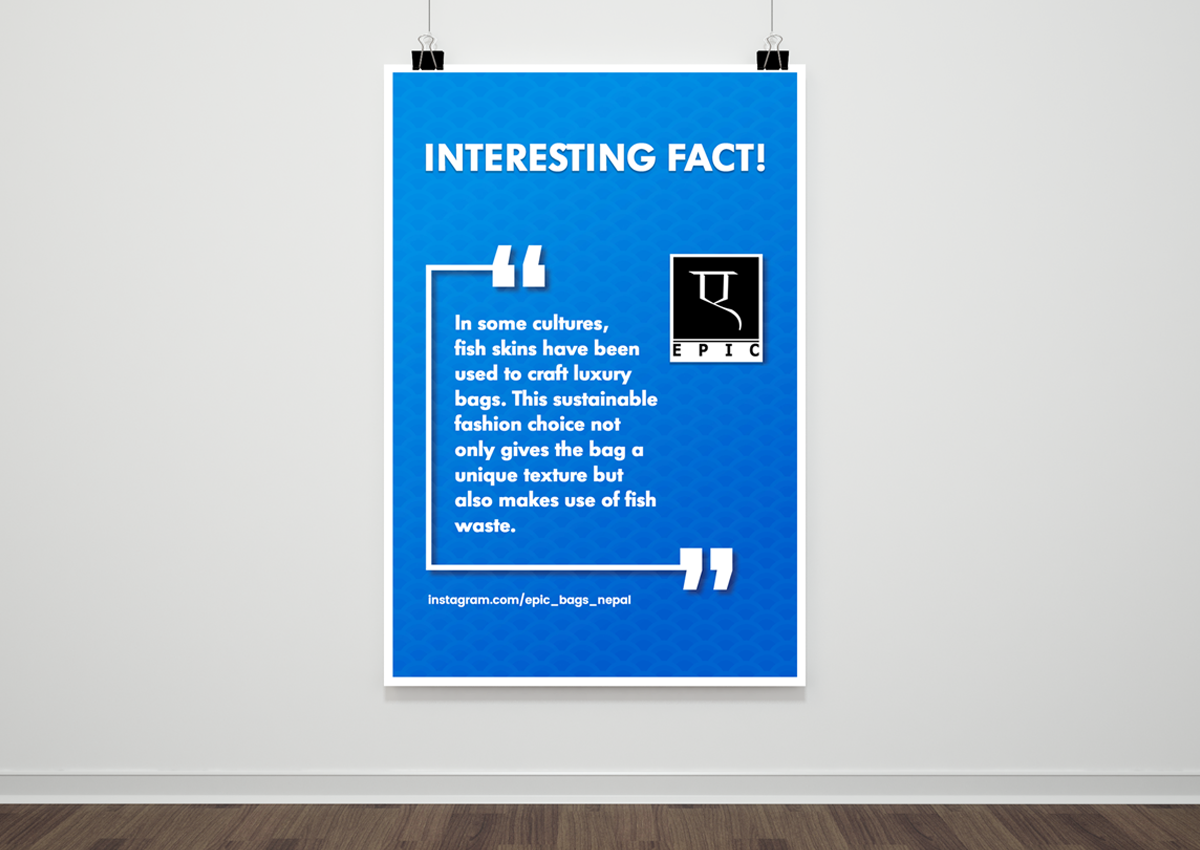 INTERESTING FACT!
“
ए
EPIC
In some cultures,
fish skins have been
used to craft luxury
bags. This sustainable
fashion choice not
only gives the bag a
unique texture but
also makes use of fish
waste.
”
instagram.com/epic_bags_nepal